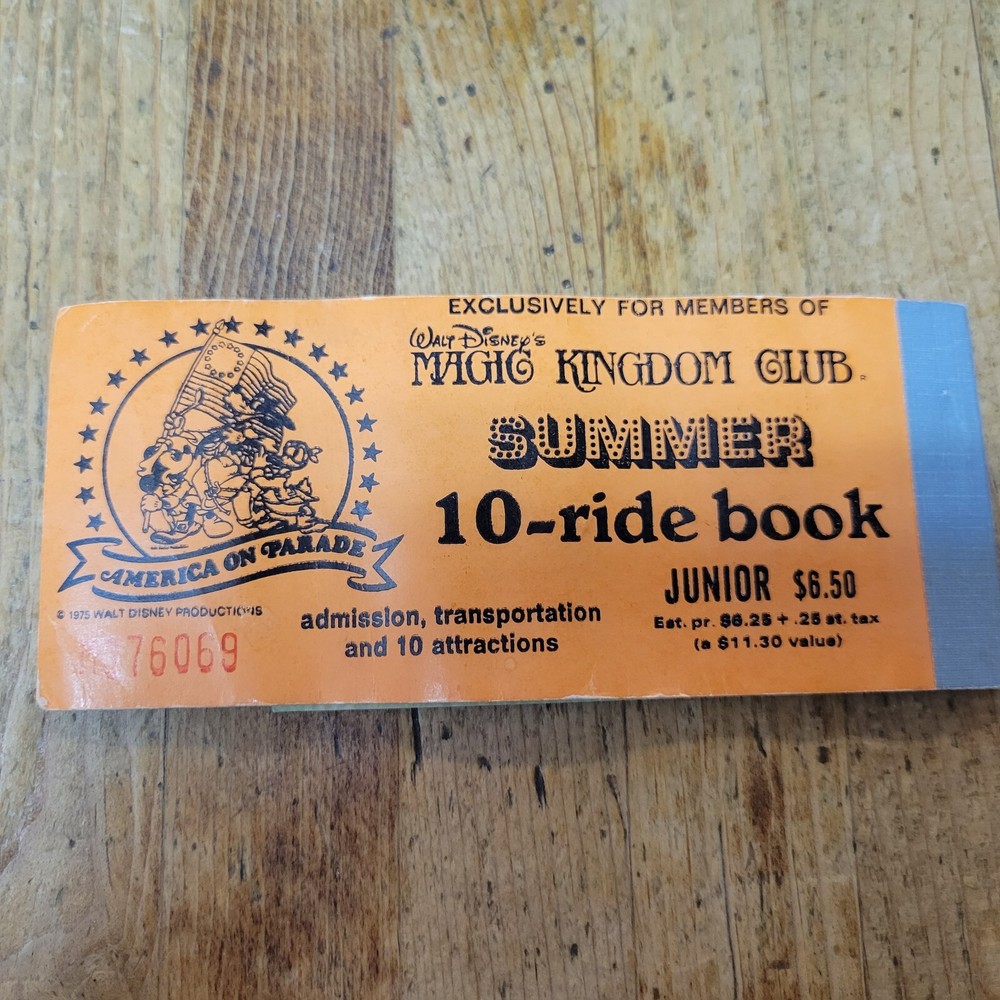 EXCLUSIVELY FOR MEMBERS OF
WALT DISNEY'S
MAGIC KINGDOM CLUB
SUMMER
10-ride book
JUNIOR $6.50
Est. pr. $6.25 + .25 st. tax
(a $11.30 value)
admission, transportation
and 10 attractions
AMERICA ON PARADE
© 1975 WALT DISNEY PRODUCTIONS
76069